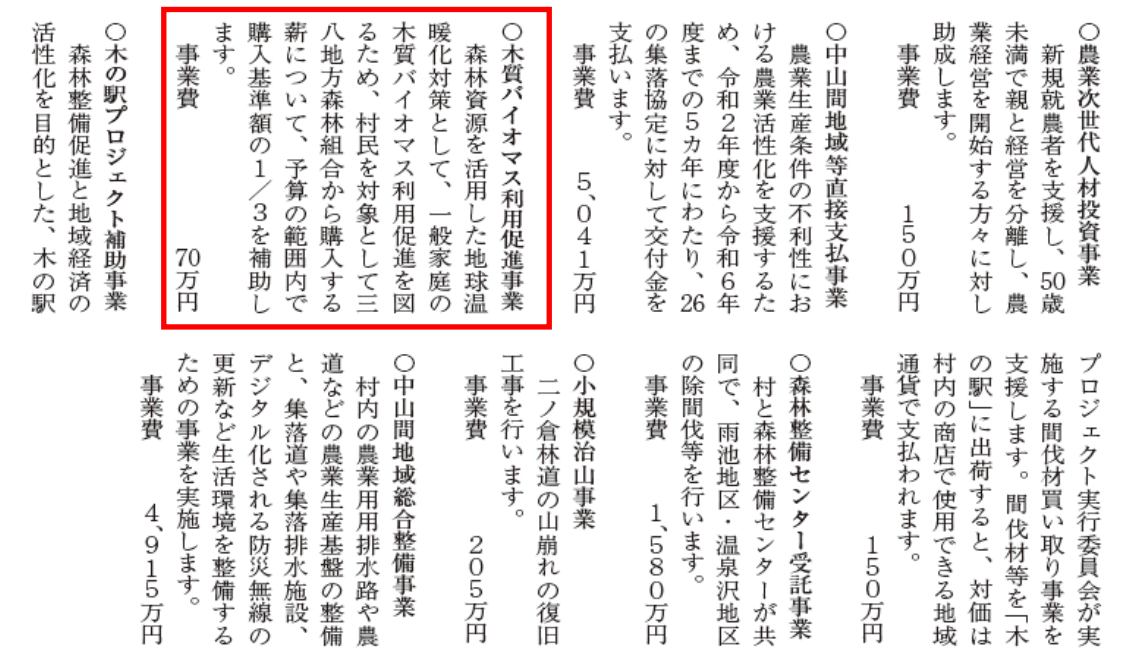 ○農業次世代人材投資事業
新規就農者を支援し、50歳
未満で親と経営を分離し、農
業経営を開始する方々に対し
助成します。
事業費　150万円
○中山間地域等直接支払事業
農業生産条件の不利性にお
ける農業活性化を支援するた
め、令和2年度から令和6年
度までの5カ年にわたり、26
の集落協定に対して交付金を
支払います。
事業費　5、041万円
○木質バイオマス利用促進事業
森林資源を活用した地球温
暖化対策として、一般家庭の
木質バイオマス利用促進を図
るため、村民を対象として三
八地方森林組合から購入する
薪について、予算の範囲内で
購入基準額の1／3を補助し
ます。
事業費　70万円
○木の駅プロジェクト補助事業
森林整備促進と地域経済の
活性化を目的とした、木の駅
プロジェクト実行委員会が実
施する間伐材買い取り事業を
支援します。間伐材等を「木
の駅」に出荷すると、対価は
村内の商店で使用できる地域
通貨で支払われます。
事業費　150万円
○森林整備センター受託事業
村と森林整備センターが共
同で、雨池地区・温泉沢地区
の除間伐等を行います。
事業費　1、580万円
○小規模治山事業
二ノ倉林道の山崩れの復旧
工事を行います。
事業費　205万円
○中山間地域総合整備事業
村内の農業用用排水路や農
道などの農業生産基盤の整備
と、集落道や集落排水施設、
デジタル化される防災無線の
更新など生活環境を整備する
ための事業を実施します。
事業費　4、915万円